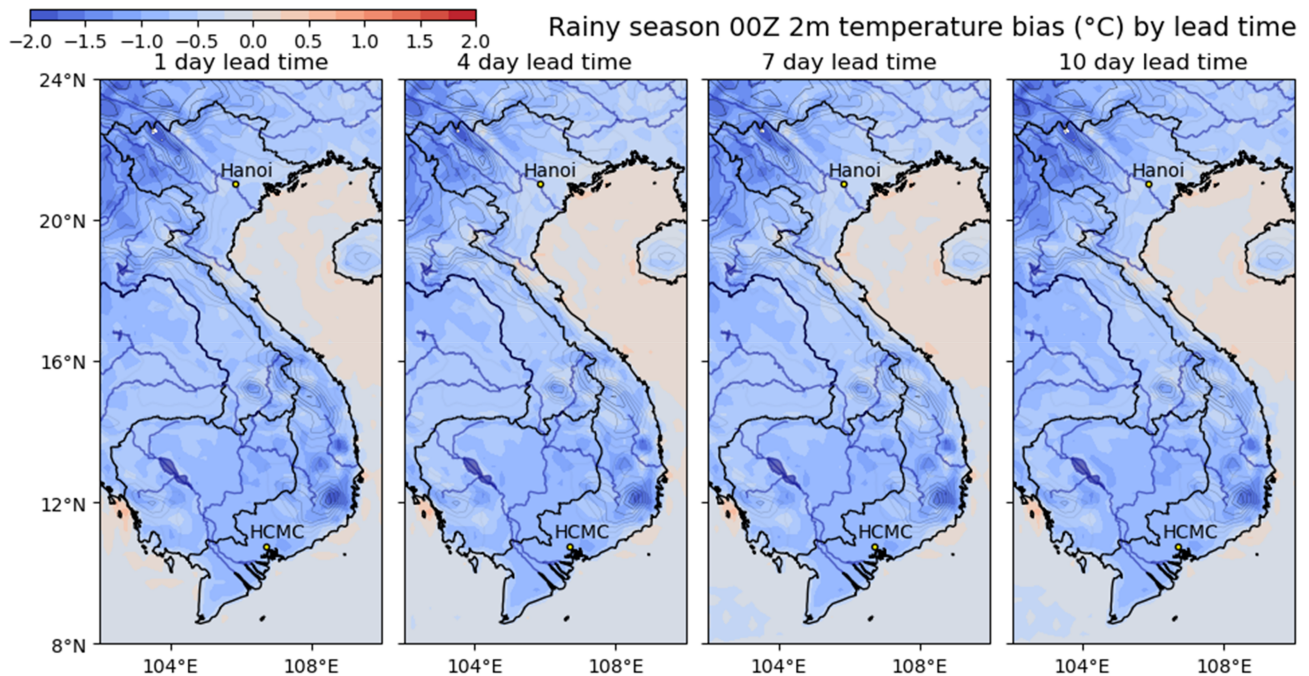 Rainy season 00Z 2m temperature bias (°C) by lead time
−2.0 −1.5 −1.0 −0.5 0.0 0.5 1.0 1.5 2.0
1 day lead time 4 day lead time 7 day lead time 10 day lead time
24°N
Hanoi Hanoi Hanoi Hanoi
20°N
16°N
12°N
HCMC HCMC HCMC HCMC
8°N
104°E 108°E 104°E 108°E 104°E 108°E 104°E 108°E